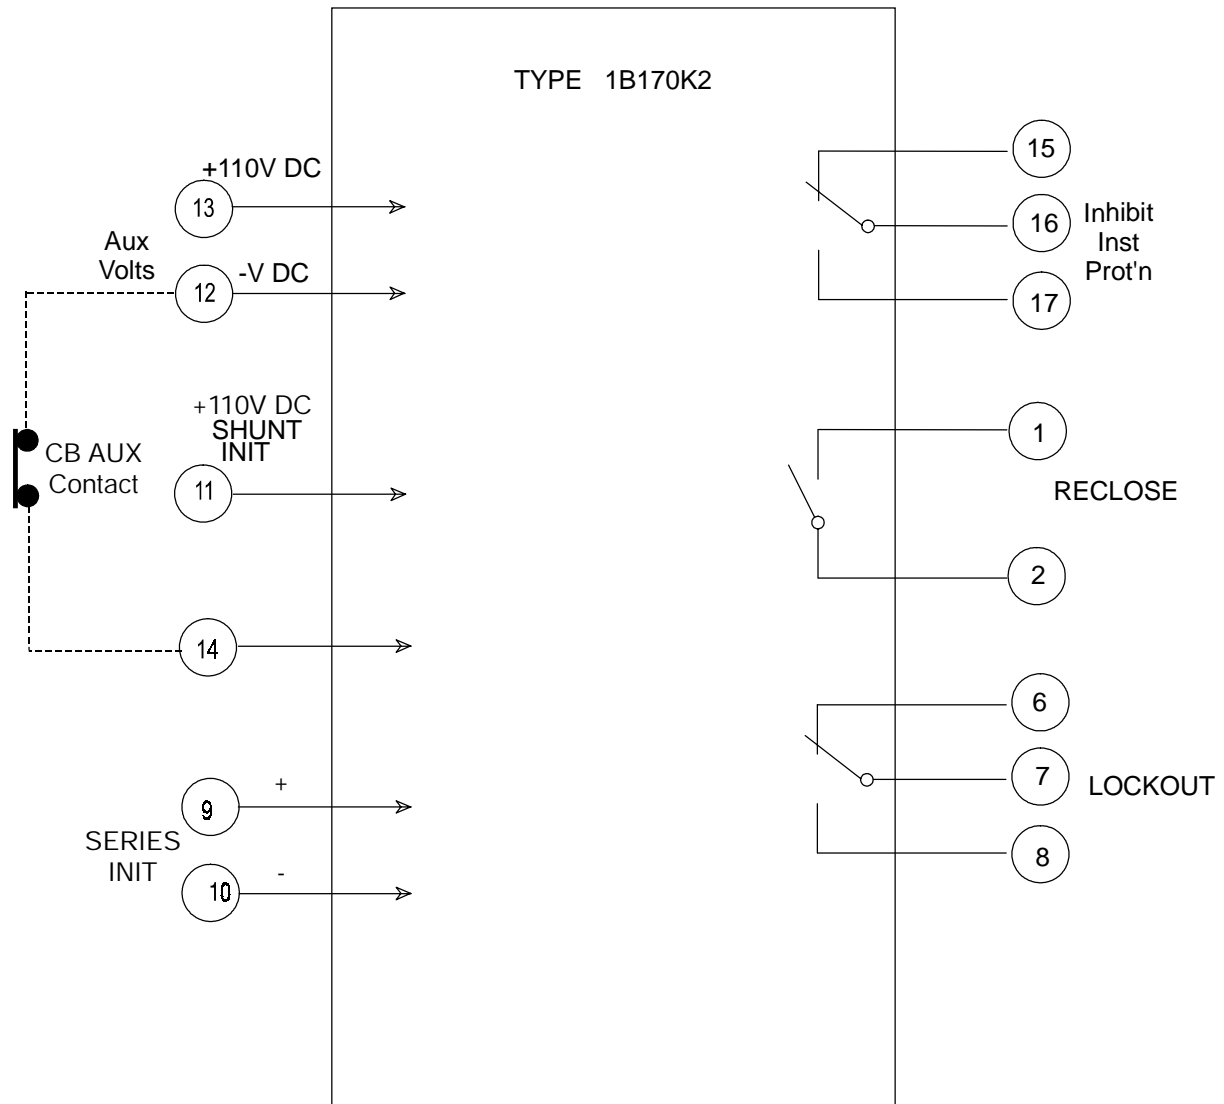 TYPE 1B170K2
+110V DC
13
Aux
Volts
12
-V DC
+110V DC
SHUNT
INIT
11
CB AUX
Contact
14
9
+
SERIES
INIT
10
-
15
16
Inhibit
Inst
Prot'n
17
1
RECLOSE
2
6
7
LOCKOUT
8